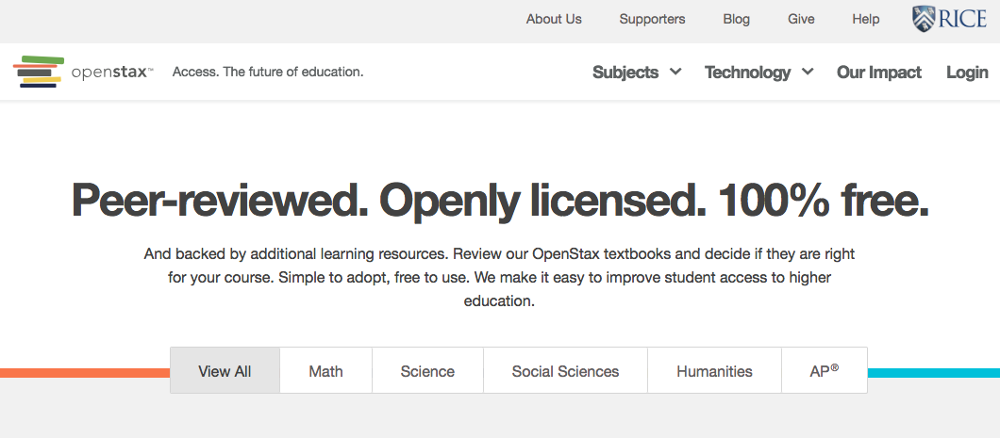 About Us Supporters Blog Give Help RICE
openstax™ Access. The future of education. Subjects Technology Our Impact Login
Peer-reviewed. Openly licensed. 100% free.
And backed by additional learning resources. Review our OpenStax textbooks and decide if they are right
for your course. Simple to adopt, free to use. We make it easy to improve student access to higher
education.
View All Math Science Social Sciences Humanities AP®